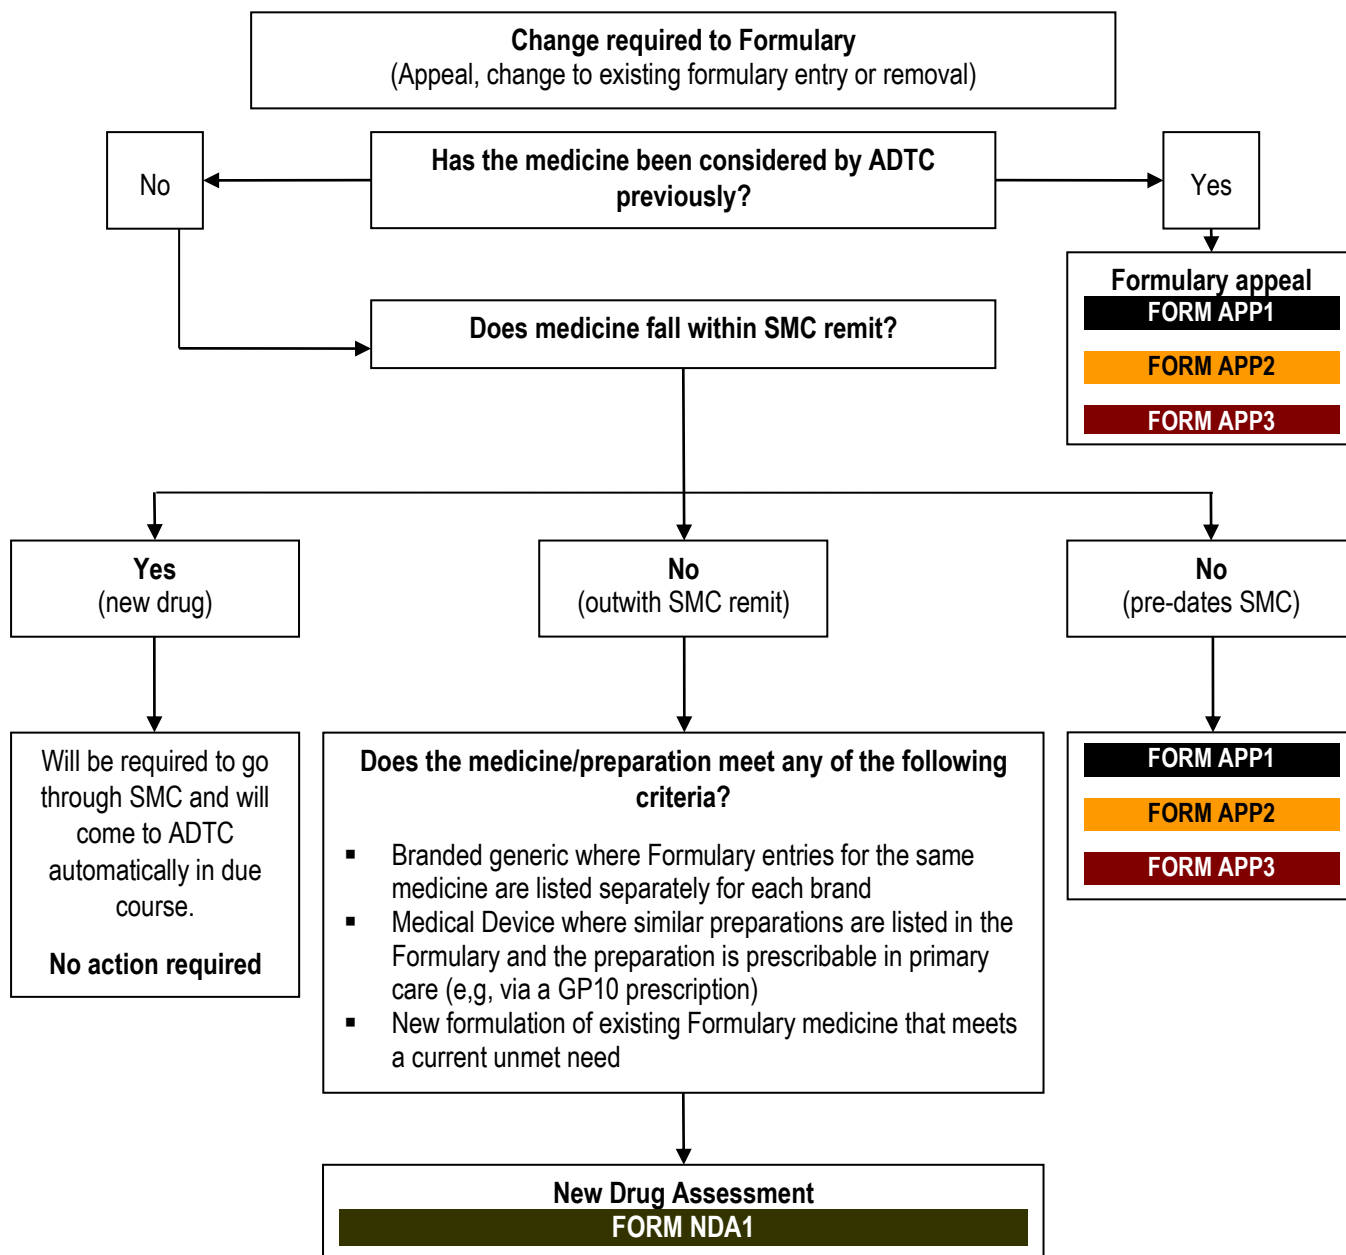 Change required to Formulary
(Appeal, change to existing formulary entry or removal)
No
Has the medicine been considered by ADTC
previously?
Yes
Formulary appeal
FORM APP1
FORM APP2
FORM APP3
Does medicine fall within SMC remit?
Yes
(new drug)
No
(outwith SMC remit)
No
(pre-dates SMC)
Will be required to go
through SMC and will
come to ADTC
automatically in due
course.
No action required
Does the medicine/preparation meet any of the following
criteria?
▪ Branded generic where Formulary entries for the same
medicine are listed separately for each brand
▪ Medical Device where similar preparations are listed in the
Formulary and the preparation is prescribable in primary
care (e,g, via a GP10 prescription)
▪ New formulation of existing Formulary medicine that meets
a current unmet need
FORM APP1
FORM APP2
FORM APP3
New Drug Assessment
FORM NDA1